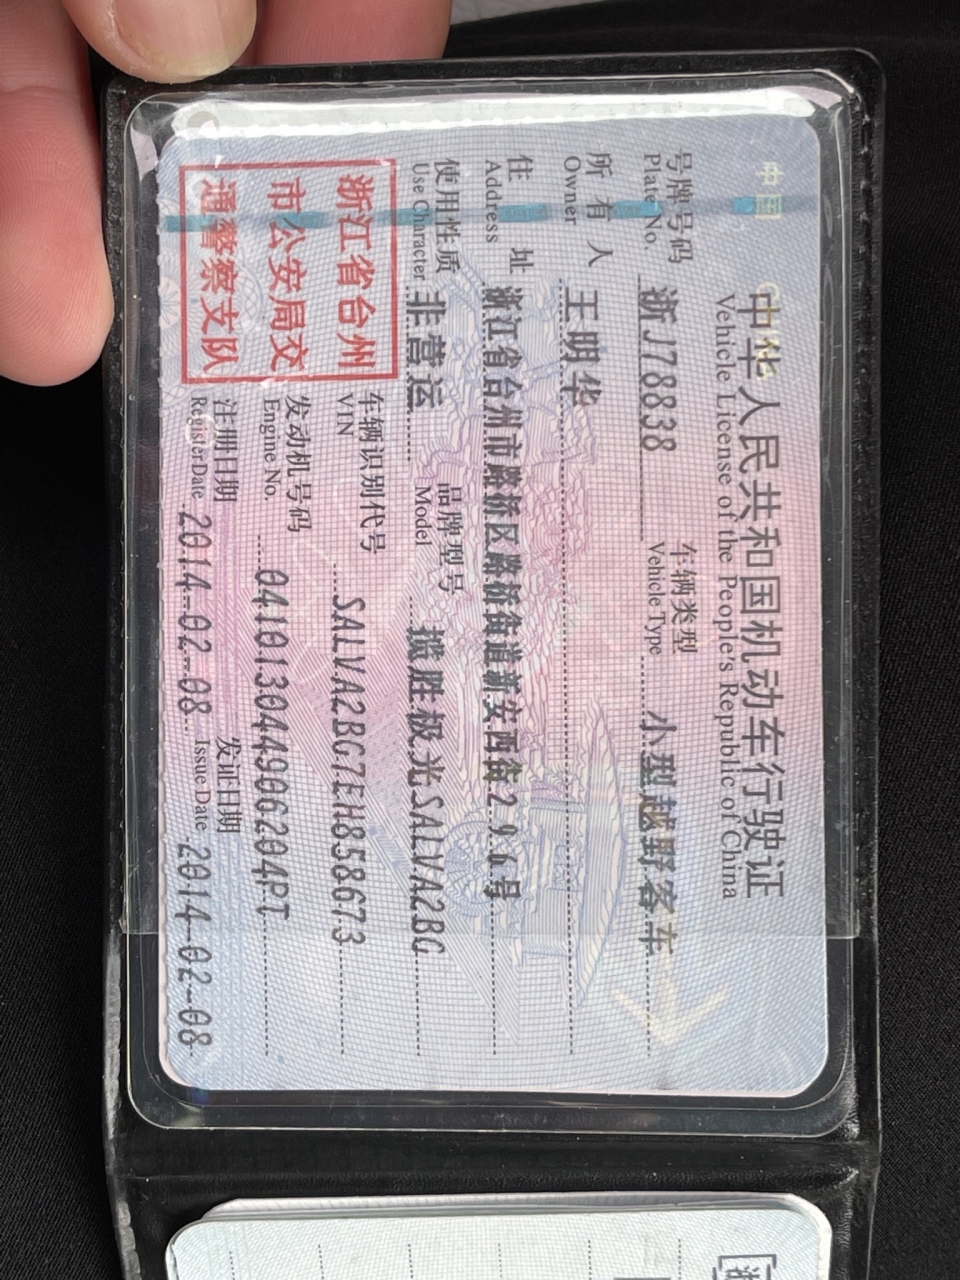 中华人民共和国机动车行驶证
Vehicle License of the People's Republic of China
号牌号码 浙J78838 车辆类型 小型越野客车
Plate No. Vehicle Type
所有人 王明华
Owner
住址 浙江省台州市路桥区路桥街道新安西街296号
Address
使用性质 非营运 品牌型号 揽胜极光SALVA2BG
Use Character Model
浙江省台州
市公安局交
通警察支队
车辆识别代号 SALVA2BG7EH858673
VIN
发动机号码 041013044906204PT
Engine No.
注册日期 2014-02-08 发证日期 2014-02-08
Register Date Issue Date